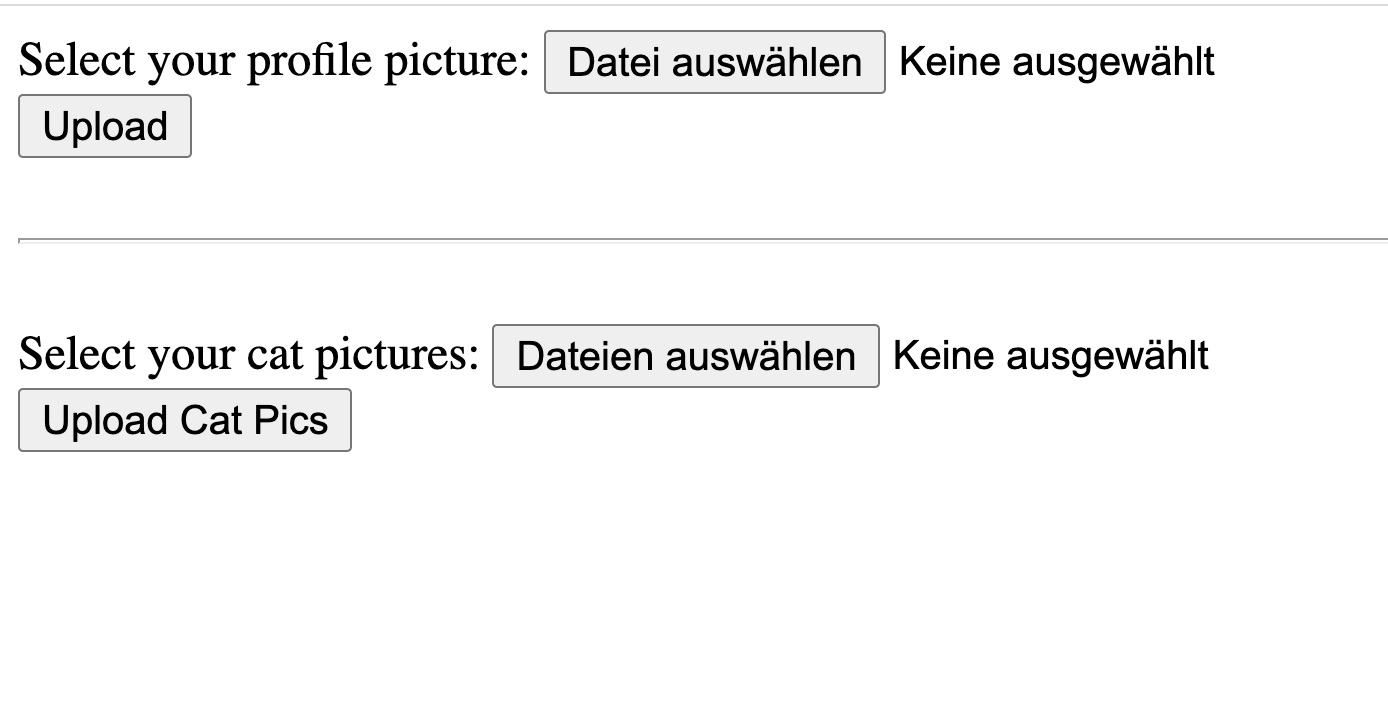 Select your profile picture: Datei auswählen Keine ausgewählt
Upload
Select your cat pictures: Dateien auswählen Keine ausgewählt
Upload Cat Pics